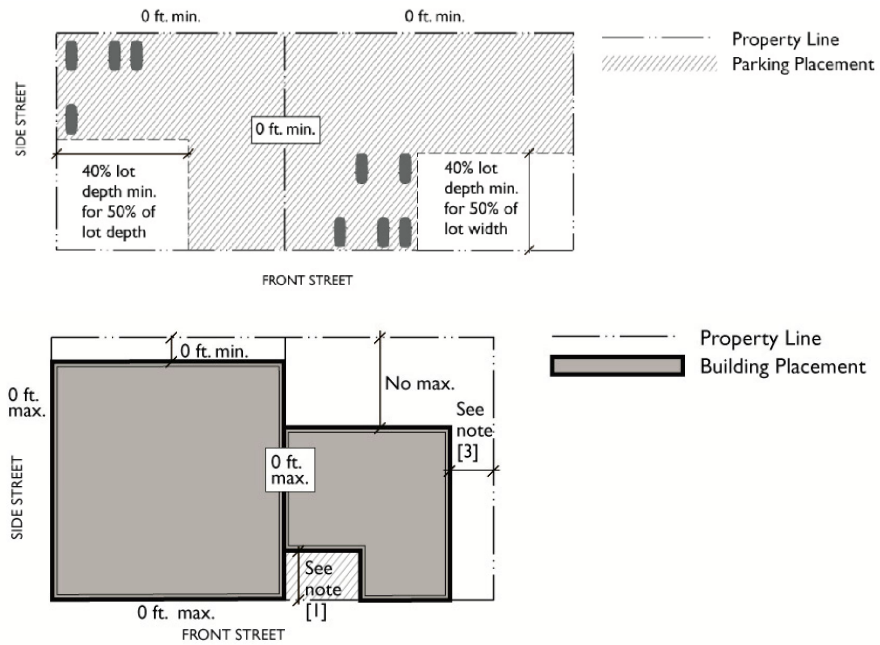 0 ft. min.
0 ft. min.
Property Line
Parking Placement
SIDE STREET
0 ft. min.
40% lot
depth min.
for 50% of
lot depth
40% lot
depth min.
for 50% of
lot width
FRONT STREET
Property Line
Building Placement
0 ft. min.
No max.
0 ft.
max.
See
note
[3]
0 ft.
max.
SIDE STREET
See
note
[1]
0 ft. max.
FRONT STREET